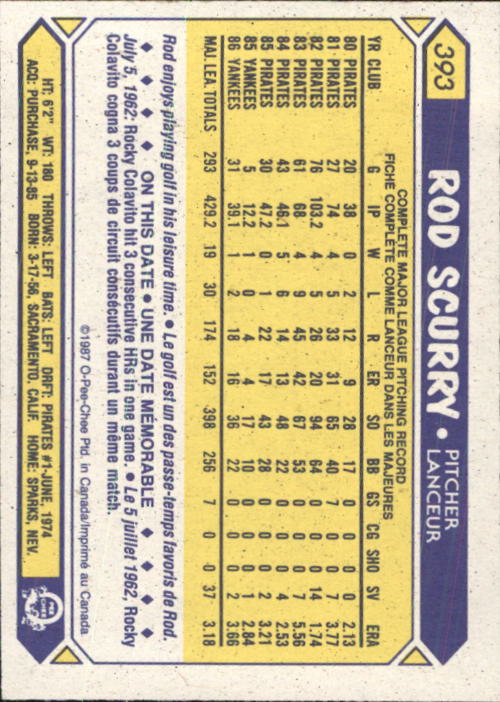 393
ROD SCURRY • PITCHER
LANCEUR
COMPLETE MAJOR LEAGUE PITCHING RECORD
FICHE COMPLÈTE COMME LANCEUR DANS LES MAJEURES
YR CLUB G IP W L R ER SO BB GS CG SHO SV ERA
80 PIRATES 20 38 0 2 12 9 28 17 0 0 0 0 2.13
81 PIRATES 27 74 4 5 33 31 65 40 7 0 0 7 3.77
82 PIRATES 76 103.2 4 5 26 20 94 64 0 0 0 14 1.74
83 PIRATES 61 68 4 9 45 42 67 53 0 0 0 7 5.56
84 PIRATES 43 46.1 5 6 14 13 48 22 0 0 0 4 2.53
85 PIRATES 30 47.2 0 1 22 17 43 28 0 0 0 2 3.21
85 YANKEES 5 12.2 1 0 4 4 17 10 0 0 0 1 2.84
86 YANKEES 31 39.1 1 2 18 16 36 22 0 0 0 2 3.66
MAJ. LEA. TOTALS 293 429.2 19 30 174 152 398 256 7 0 0 37 3.18
Rod enjoys playing golf in his leisure time. • Le golf est un des passe-temps favoris de Rod.
♦ ♦ ♦ ♦ ON THIS DATE • UNE DATE MÉMORABLE ♦ ♦ ♦ ♦
July 5, 1962: Rocky Colavito hit 3 consecutive HRs in one game. • Le 5 juillet 1962, Rocky
Colavito cogna 3 coups de circuit consécutifs durant un même match.
©1987 O-Pee-Chee Ptd. in Canada/Imprimé au Canada
HT: 6'2" WT: 180 THROWS: LEFT BATS: LEFT DRFT: PIRATES #1-JUNE, 1974
ACQ: PURCHASE, 9-13-85 BORN: 3-17-56, SACRAMENTO, CALIF. HOME: SPARKS, NEV.
O PEE CHEE